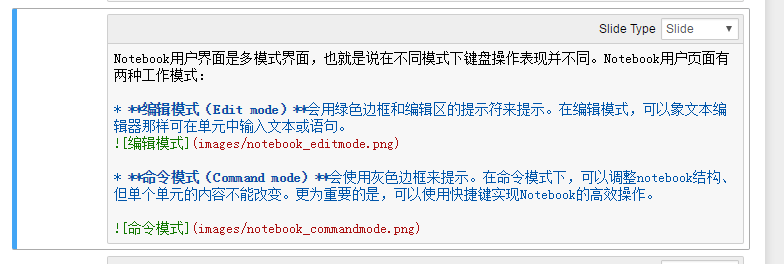 Slide Type Slide
Notebook用户界面是多模式界面，也就是说在不同模式下键盘操作表现并不同。Notebook用户页面有
两种工作模式：
* **编辑模式（Edit mode）**会用绿色边框和编辑区的提示符来提示。在编辑模式，可以象文本编
辑器那样可在单元中输入文本或语句。
![编辑模式](images/notebook_editmode.png)
* **命令模式（Command mode）**会使用灰色边框来提示。在命令模式下，可以调整notebook结构、
但单个单元的内容不能改变。更为重要的是，可以使用快捷键实现Notebook的高效操作。
![命令模式](images/notebook_commandmode.png)